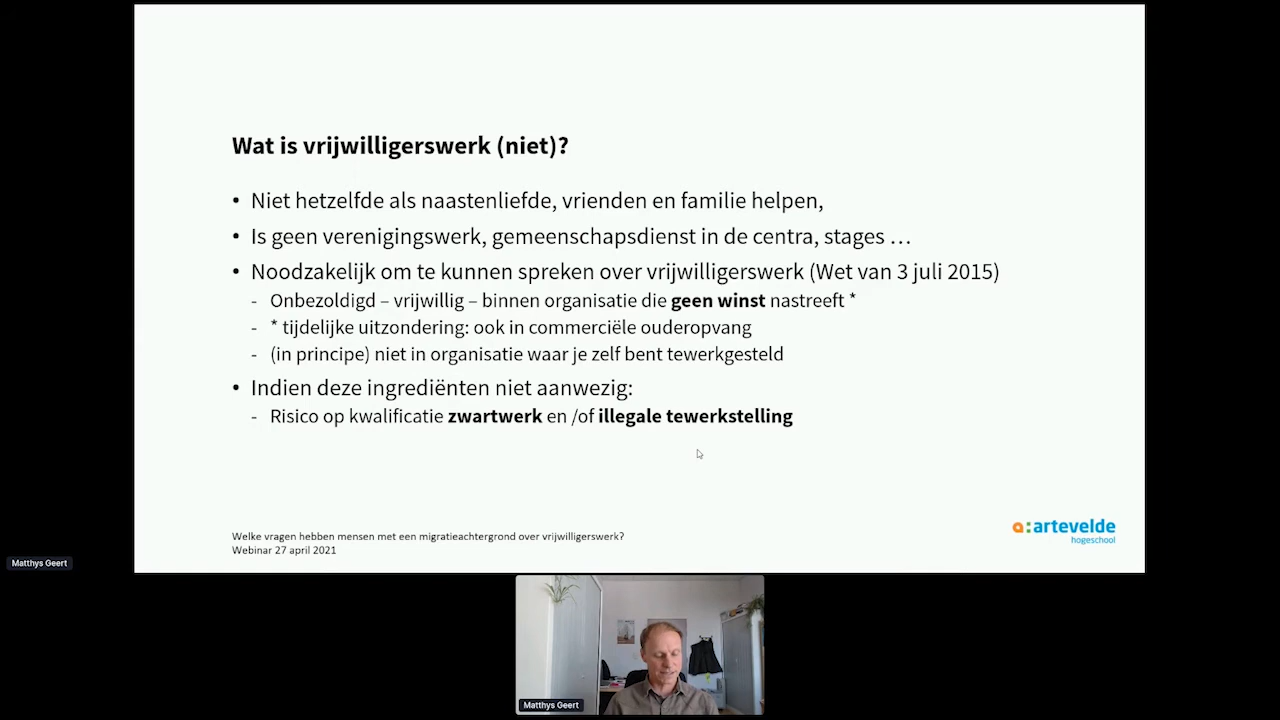 Wat is vrijwilligerswerk (niet)?
• Niet hetzelfde als naastenliefde, vrienden en familie helpen,
• Is geen verenigingswerk, gemeenschapsdienst in de centra, stages …
• Noodzakelijk om te kunnen spreken over vrijwilligerswerk (Wet van 3 juli 2015)
- Onbezoldigd – vrijwillig – binnen organisatie die geen winst nastreeft *
- * tijdelijke uitzondering: ook in commerciële ouderopvang
- (in principe) niet in organisatie waar je zelf bent tewerkgesteld
• Indien deze ingrediënten niet aanwezig:
- Risico op kwalificatie zwartwerk en /of illegale tewerkstelling
Welke vragen hebben mensen met een migratieachtergrond over vrijwilligerswerk?
Webinar 27 april 2021
a:artevelde
hogeschool
Matthys Geert
Matthys Geert